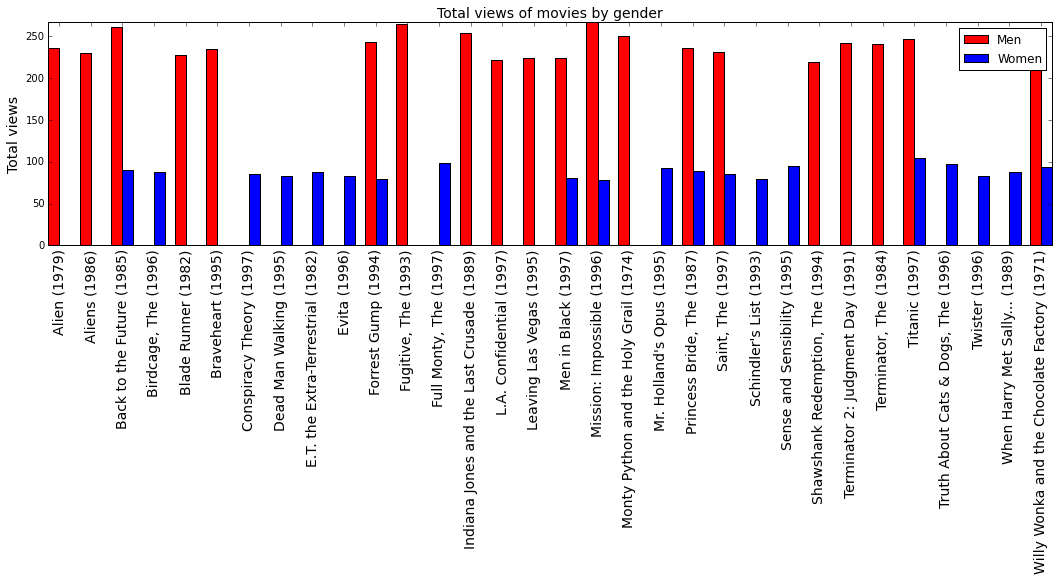 Total views of movies by gender
Total views
250
200
150
100
50
0
Men
Women
Alien (1979)
Aliens (1986)
Back to the Future (1985)
Birdcage, The (1996)
Blade Runner (1982)
Braveheart (1995)
Conspiracy Theory (1997)
Dead Man Walking (1995)
E.T. the Extra-Terrestrial (1982)
Evita (1996)
Forrest Gump (1994)
Fugitive, The (1993)
Full Monty, The (1997)
Indiana Jones and the Last Crusade (1989)
L.A. Confidential (1997)
Leaving Las Vegas (1995)
Men in Black (1997)
Mission: Impossible (1996)
Monty Python and the Holy Grail (1974)
Mr. Holland's Opus (1995)
Princess Bride, The (1987)
Saint, The (1997)
Schindler's List (1993)
Sense and Sensibility (1995)
Shawshank Redemption, The (1994)
Terminator 2: Judgment Day (1991)
Terminator, The (1984)
Titanic (1997)
Truth About Cats & Dogs, The (1996)
Twister (1996)
When Harry Met Sally... (1989)
Willy Wonka and the Chocolate Factory (1971)